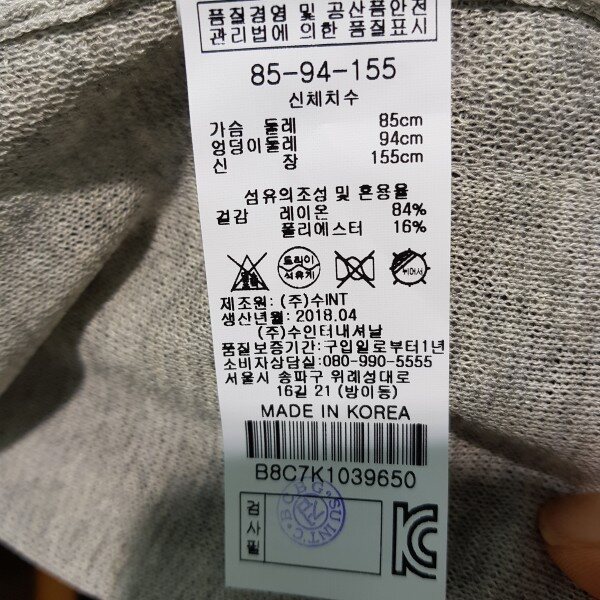 품질경영 및 공산품안전
관리법에 의한 품질표시
85-94-155
신체치수
가슴 둘레 85cm
엉덩이둘레 94cm
신 장 155cm
섬유의조성 및 혼용율
겉감 레이온 84%
폴리에스터 16%
드라이
석유계
뉘어서
제조원: (주)수INT
생산년월: 2018.04
(주)수인터내셔날
품질보증기간: 구입일로부터1년
소비자상담실: 080-990-5555
서울시 송파구 위례성대로
16길 21 (방이동)
MADE IN KOREA
B8C7K1039650
검사필
BCBG
SUINT